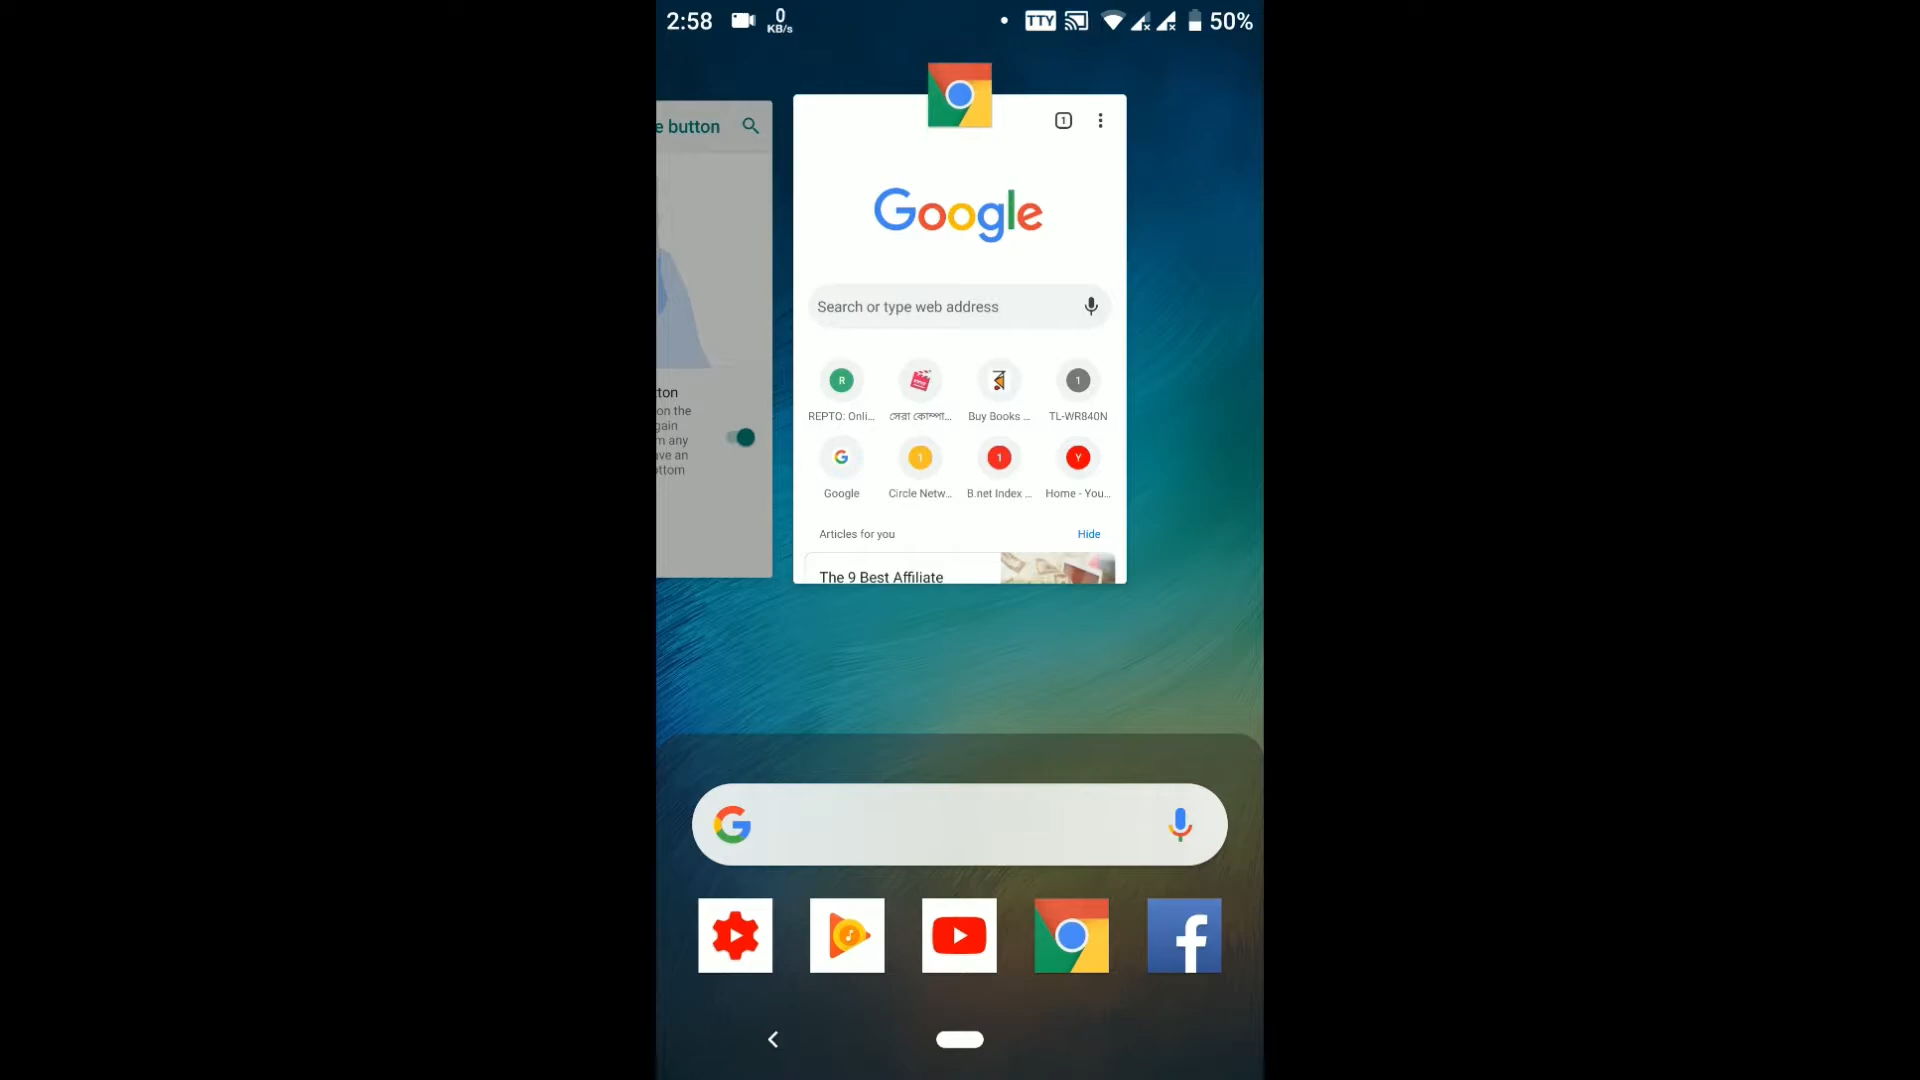 2:58
0
KB/s
TTY
50%
e button
1
Google
Search or type web address
R
1
REPTO: Onli...
সেরা কোম্পা...
Buy Books ...
TL-WR840N
G
1
1
Y
Google
Circle Netw...
B.net Index ...
Home - You...
Articles for you
Hide
The 9 Best Affiliate
tton
on the
gain
m any
ve an
ottom
G
f